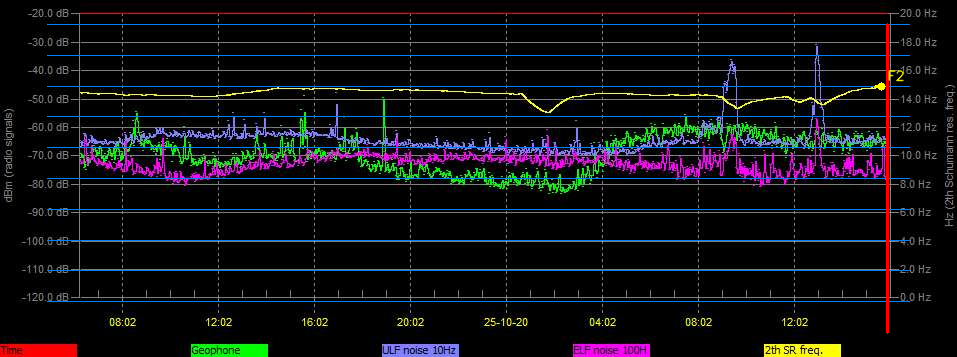 -20.0 dB 20.0 Hz
-30.0 dB 18.0 Hz
-40.0 dB 16.0 Hz
F2
-50.0 dB 14.0 Hz
-60.0 dB 12.0 Hz
-70.0 dB 10.0 Hz
-80.0 dB 8.0 Hz
-90.0 dB 6.0 Hz
-100.0 dB 4.0 Hz
-110.0 dB 2.0 Hz
-120.0 dB 0.0 Hz
dBm (radio signals)
Hz (2th Schumann res. freq.)
08:02 12:02 16:02 20:02 25-10-20 04:02 08:02 12:02
Time Geophone ULF noise 10Hz ELF noise 100H 2th SR freq.